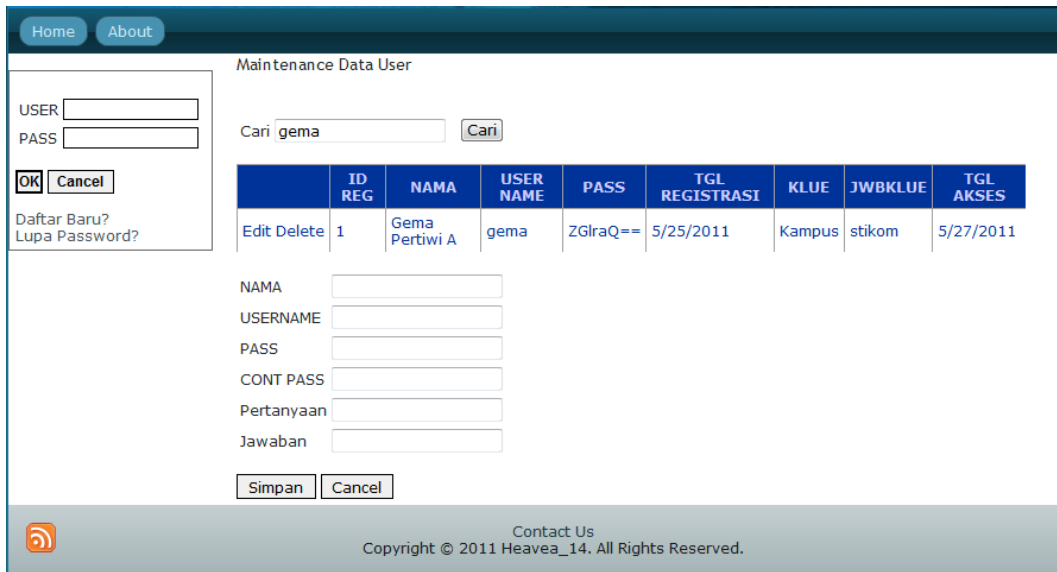 Home About
Maintenance Data User
USER
PASS
OK Cancel
Daftar Baru?
Lupa Password?
Cari gema Cari
ID REG NAMA USER NAME PASS TGL REGISTRASI KLUE JWBKLUE TGL AKSES
Edit Delete 1 Gema Pertiwi A gema ZGlraQ== 5/25/2011 Kampus stikom 5/27/2011
NAMA
USERNAME
PASS
CONT PASS
Pertanyaan
Jawaban
Simpan Cancel
Contact Us
Copyright © 2011 Heavea_14. All Rights Reserved.